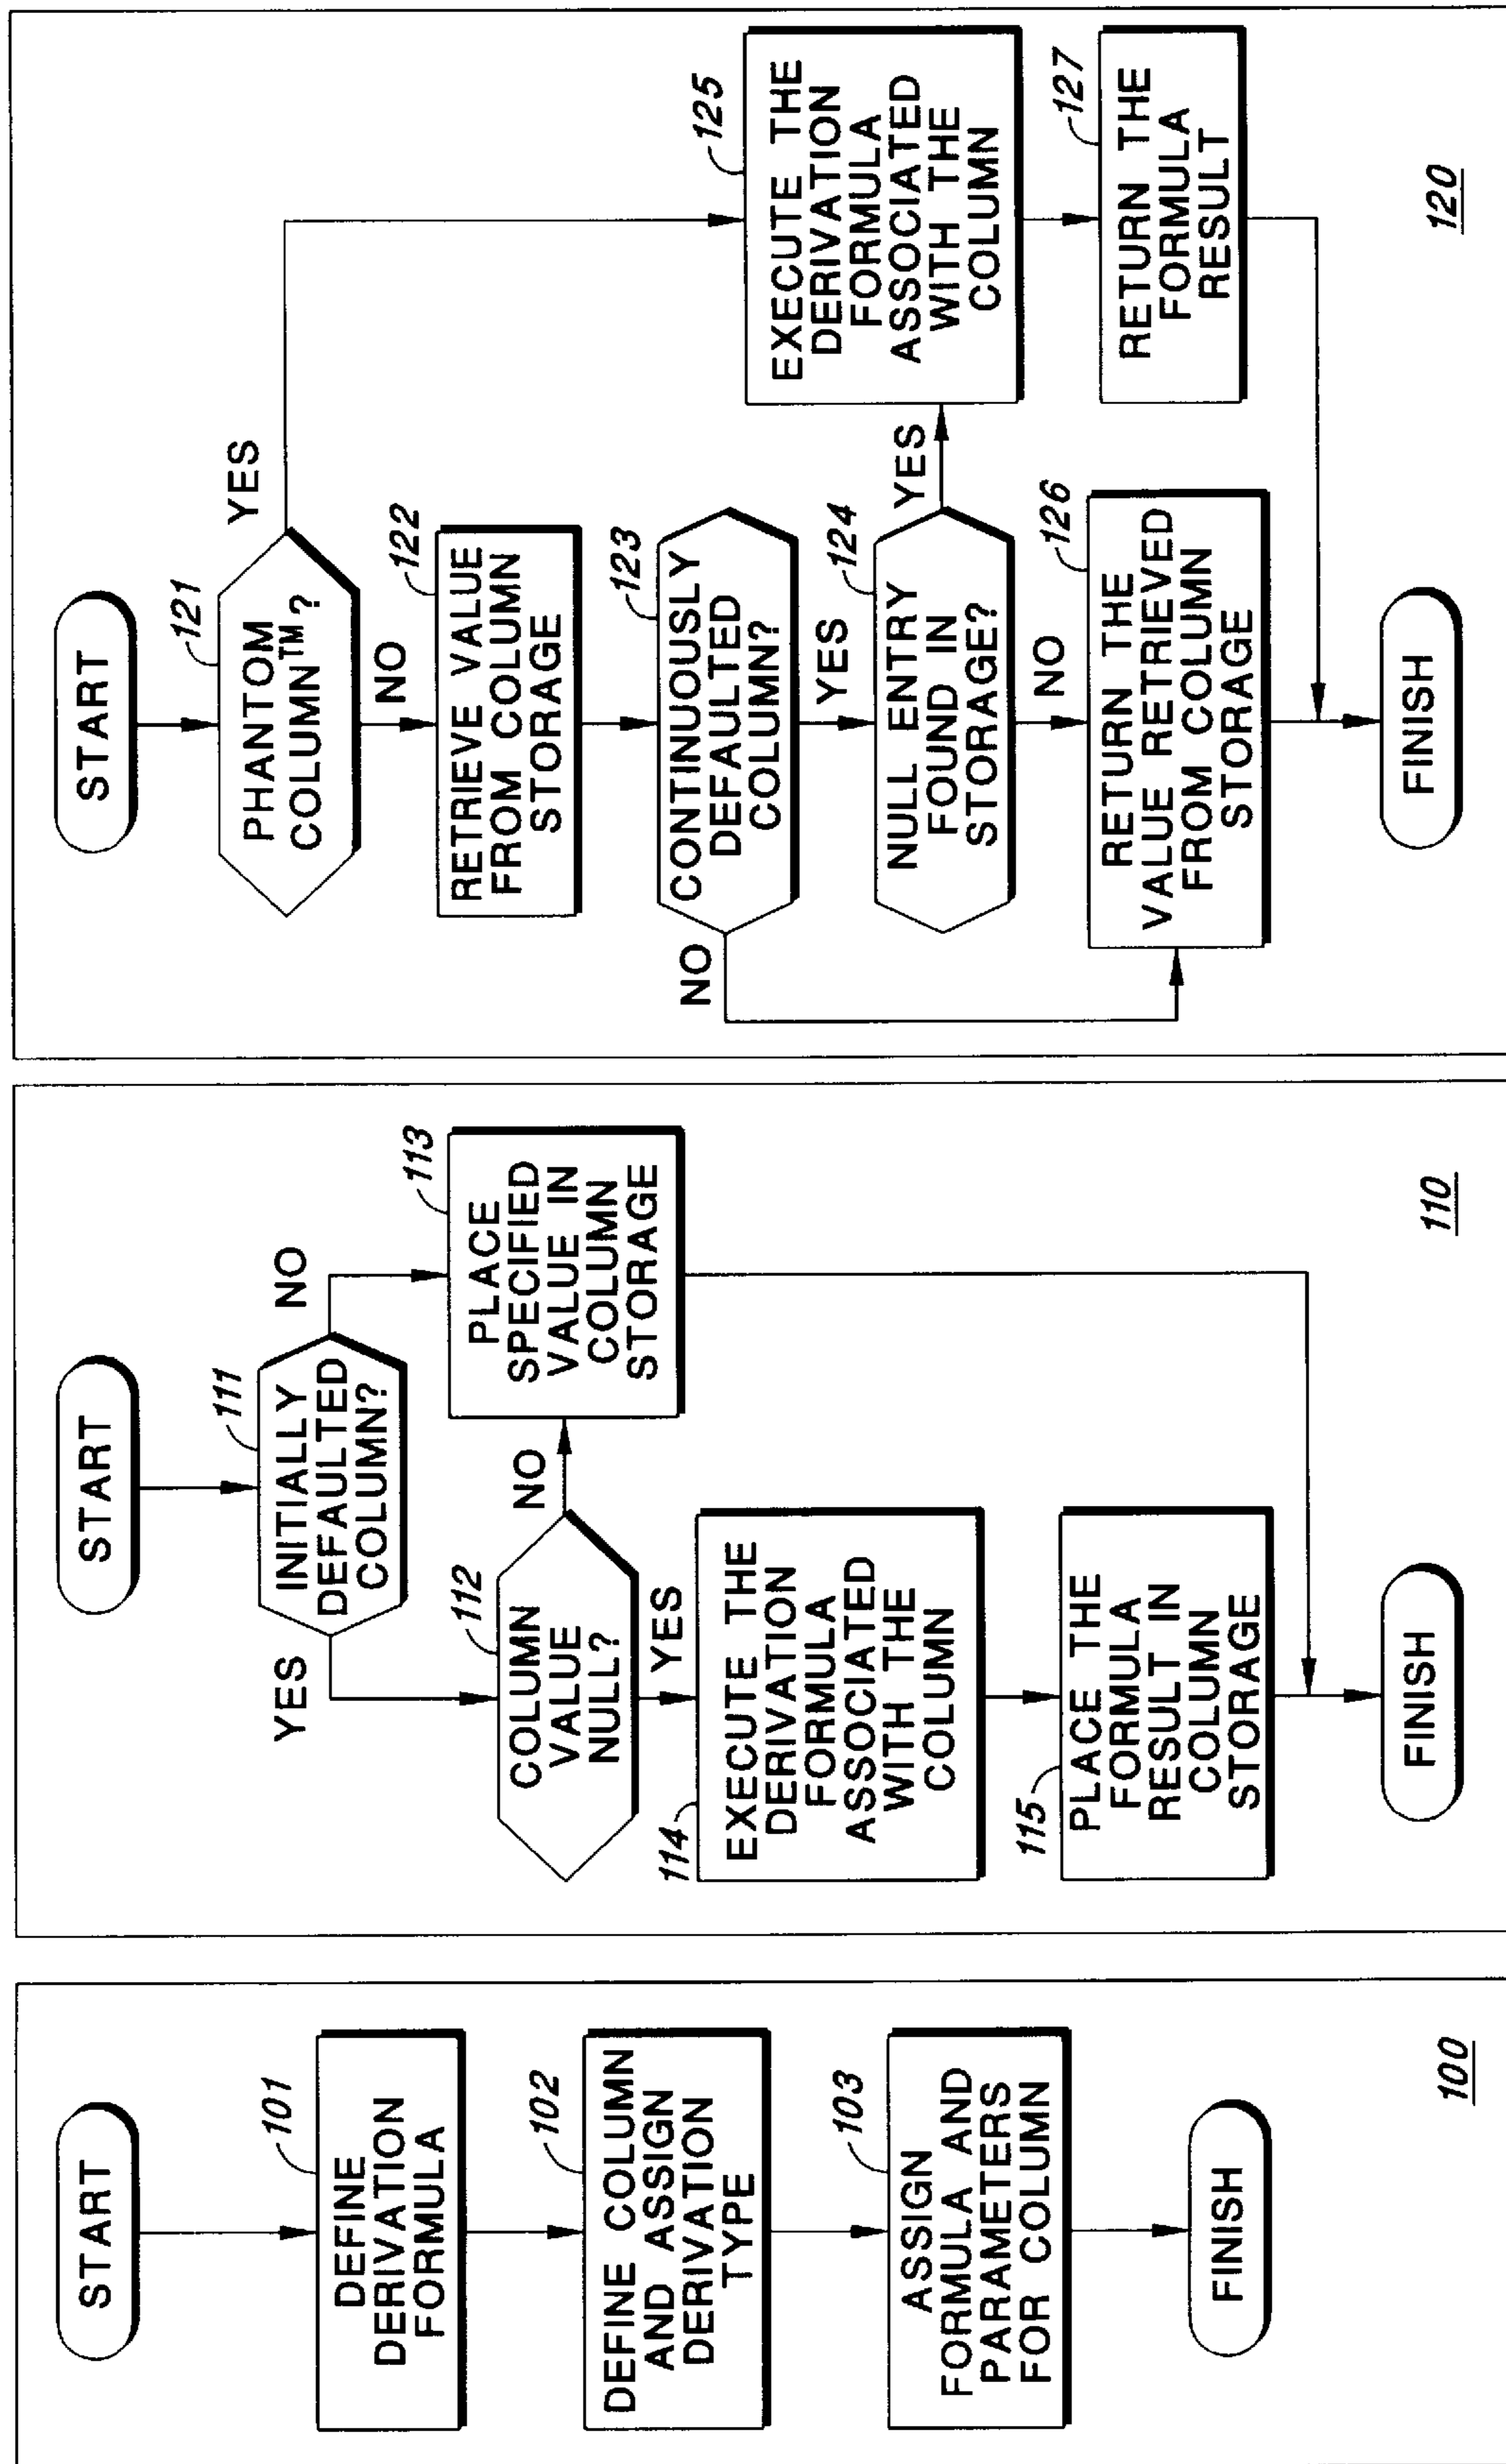 START
101
DEFINE
DERIVATION
FORMULA
102
DEFINE COLUMN
AND ASSIGN
DERIVATION
TYPE
103
ASSIGN
FORMULA AND
PARAMETERS
FOR COLUMN
FINISH
100
START
111
INITIALLY
DEFAULTED
COLUMN?
YES
NO
112
COLUMN
VALUE
NULL?
NO
YES
113
PLACE
SPECIFIED
VALUE IN
COLUMN
STORAGE
114
EXECUTE THE
DERIVATION
FORMULA
ASSOCIATED
WITH THE
COLUMN
115
PLACE THE
FORMULA
RESULT IN
COLUMN
STORAGE
FINISH
110
START
121
PHANTOM
COLUMN™?
YES
NO
122
RETRIEVE VALUE
FROM COLUMN
STORAGE
123
CONTINUOUSLY
DEFAULTED
COLUMN?
NO
YES
124
NULL ENTRY
FOUND IN
STORAGE?
YES
NO
125
EXECUTE THE
DERIVATION
FORMULA
ASSOCIATED
WITH THE
COLUMN
126
RETURN THE
VALUE RETRIEVED
FROM COLUMN
STORAGE
127
RETURN THE
FORMULA
RESULT
FINISH
120